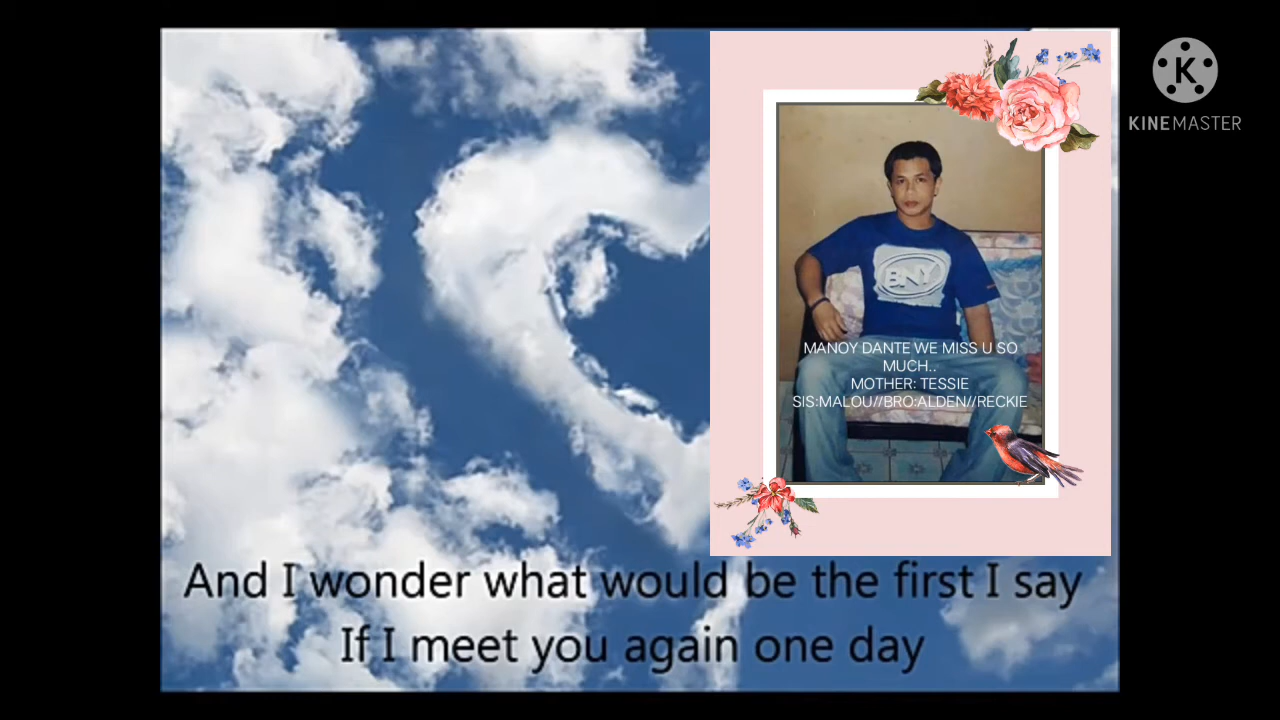 KINEMASTER
BNY
MANOY DANTE WE MISS U SO
MUCH..
MOTHER: TESSIE
SIS:MALOU//BRO:ALDEN//RECKIE
And I wonder what would be the first I say
If I meet you again one day